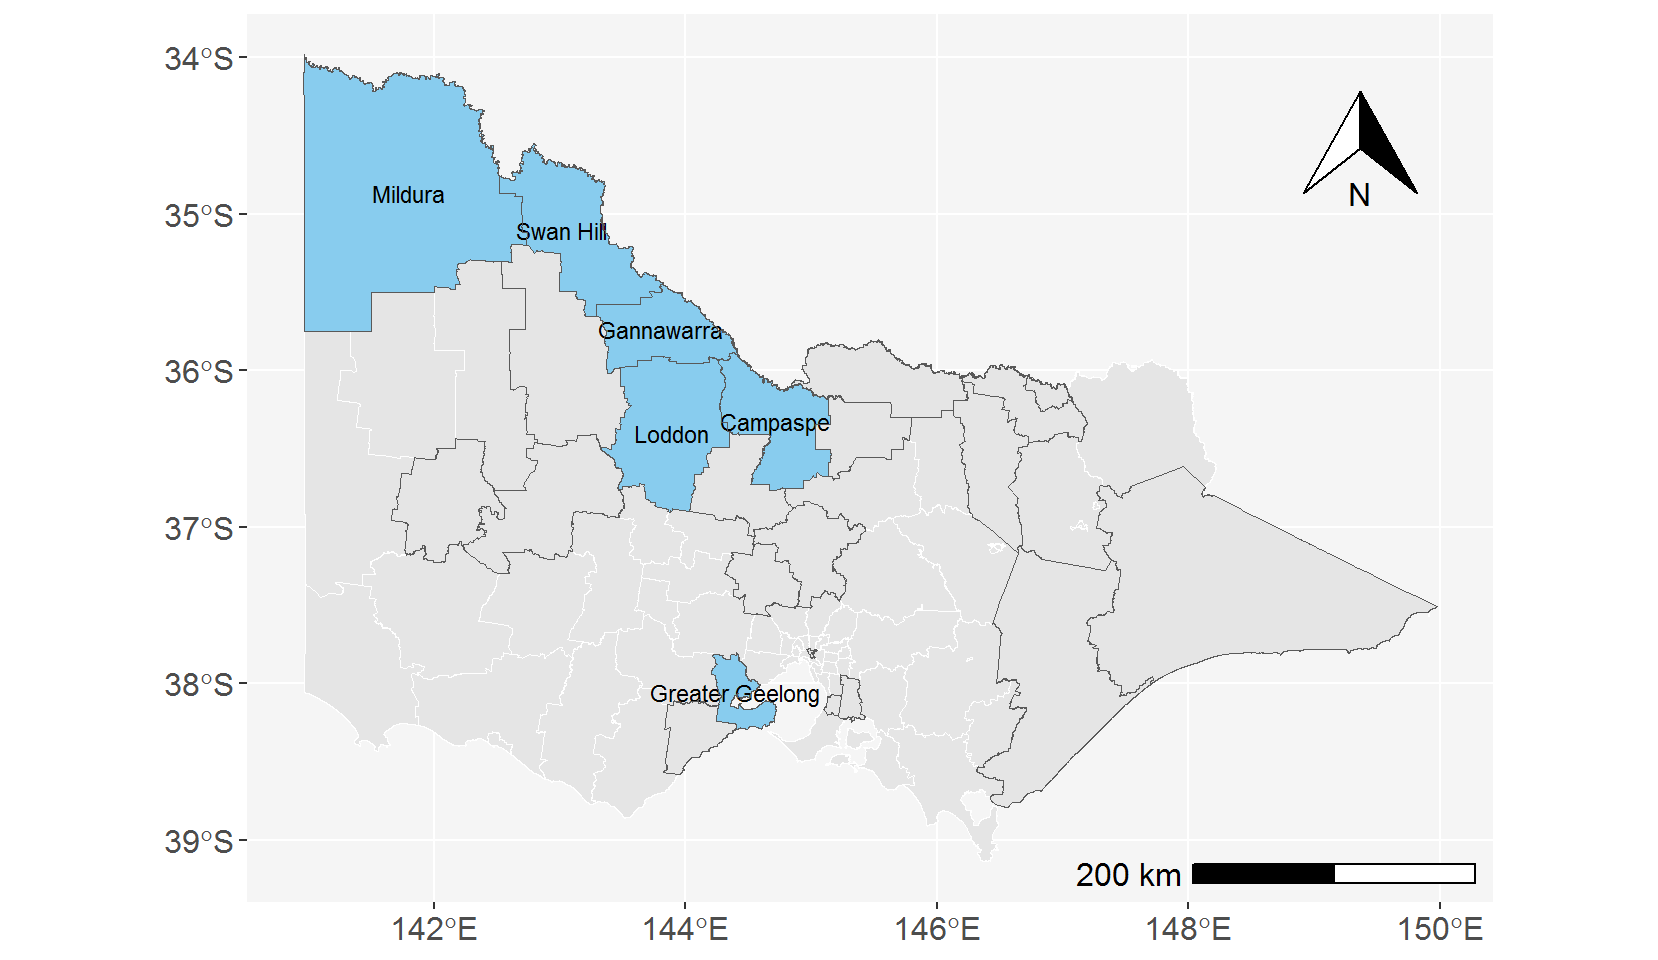 34°S
35°S
36°S
37°S
38°S
39°S
Mildura
Swan Hill
Gannawarra
Campaspe
Loddon
Greater Geelong
N
200 km
142°E
144°E
146°E
148°E
150°E